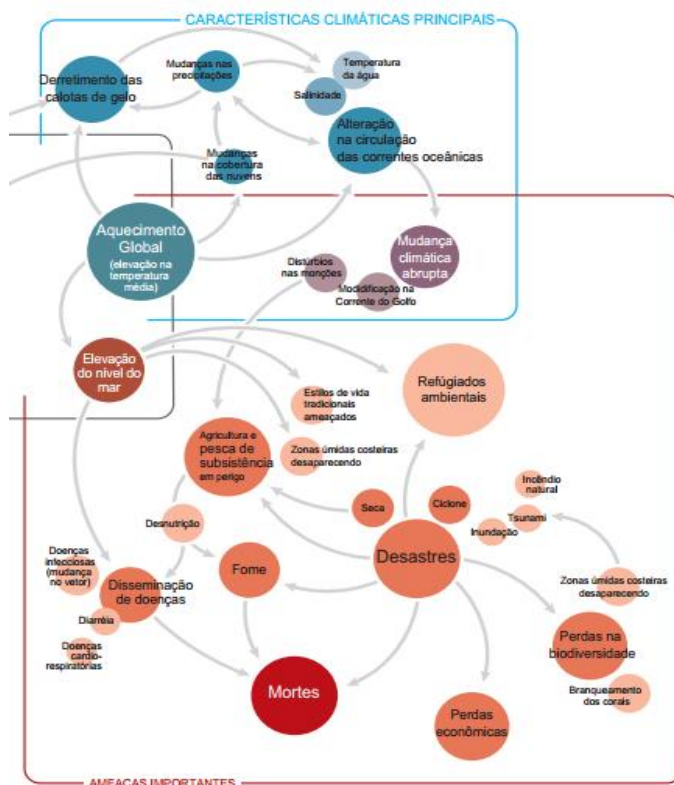 CARACTERÍSTICAS CLIMÁTICAS PRINCIPAIS
Derretimento das
calotas de gelo
Mudanças nas
precipitações
Temperatura
da água
Salinidade
Alteração
na circulação
das correntes oceânicas
Mudanças
na cobertura
das nuvens
Aquecimento
Global
(elevação na
temperatura
média)
Mudança
climática
abrupta
Distúrbios
nas monções
Modidificação na
Corrente do Golfo
Elevação
do nível do
mar
Refúgiados
ambientais
Estilos de vida
tradicionais
ameaçados
Agricultura e
pesca de
subsistência
em perigo
Zonas úmidas costeiras
desaparecendo
Incêndio
natural
Seca
Ciclone
Tsunami
Inundação
Desnutrição
Desastres
Doenças
infecciosas
(mudança
no vetor)
Disseminação
de doenças
Fome
Zonas úmidas costeiras
desaparecendo
Diarréia
Doenças
cardio-
respiratórias
Perdas na
biodiversidade
Mortes
Branqueamento
dos corais
Perdas
econômicas
AMEAÇAS IMPORTANTES